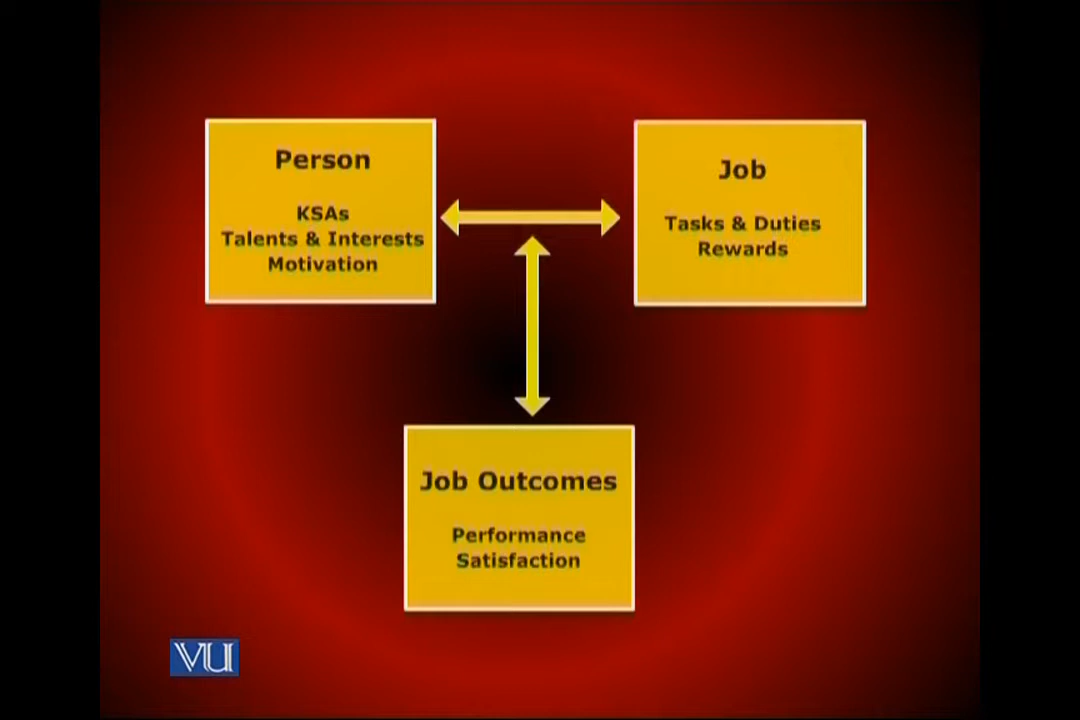 Person
KSAs
Talents & Interests
Motivation
Job
Tasks & Duties
Rewards
Job Outcomes
Performance
Satisfaction
VU